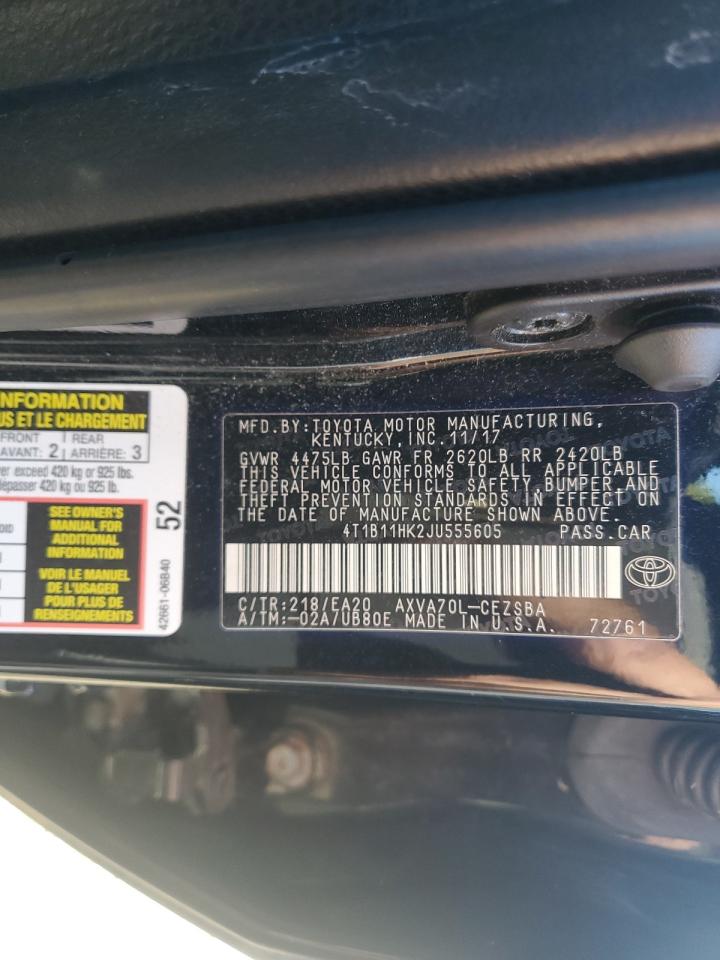 INFORMATION
US ET LE CHARGEMENT
FRONT
AVANT: 2
REAR
ARRIÈRE: 3
er exceed 420 kg or 925 lbs.
dépasser 420 kg ou 925 lb.
OID
SEE OWNER'S
MANUAL FOR
ADDITIONAL
INFORMATION
VOIR LE MANUEL
DE L'USAGER
POUR PLUS DE
RENSEIGNEMENTS
52
42661-06B40
MFD.BY:TOYOTA MOTOR MANUFACTURING,
KENTUCKY, INC.11/17
GVWR 4475LB GAWR FR 2620LB RR 2420LB
THIS VEHICLE CONFORMS TO ALL APPLICABLE
FEDERAL MOTOR VEHICLE SAFETY, BUMPER AND
THEFT PREVENTION STANDARDS IN EFFECT ON
THE DATE OF MANUFACTURE SHOWN ABOVE.
4T1B11HK2JU555605 PASS.CAR
C/TR:218/EA20 AXVA70L-CEZSBA
A/TM:-02A/UB80E MADE IN U.S.A. 72761